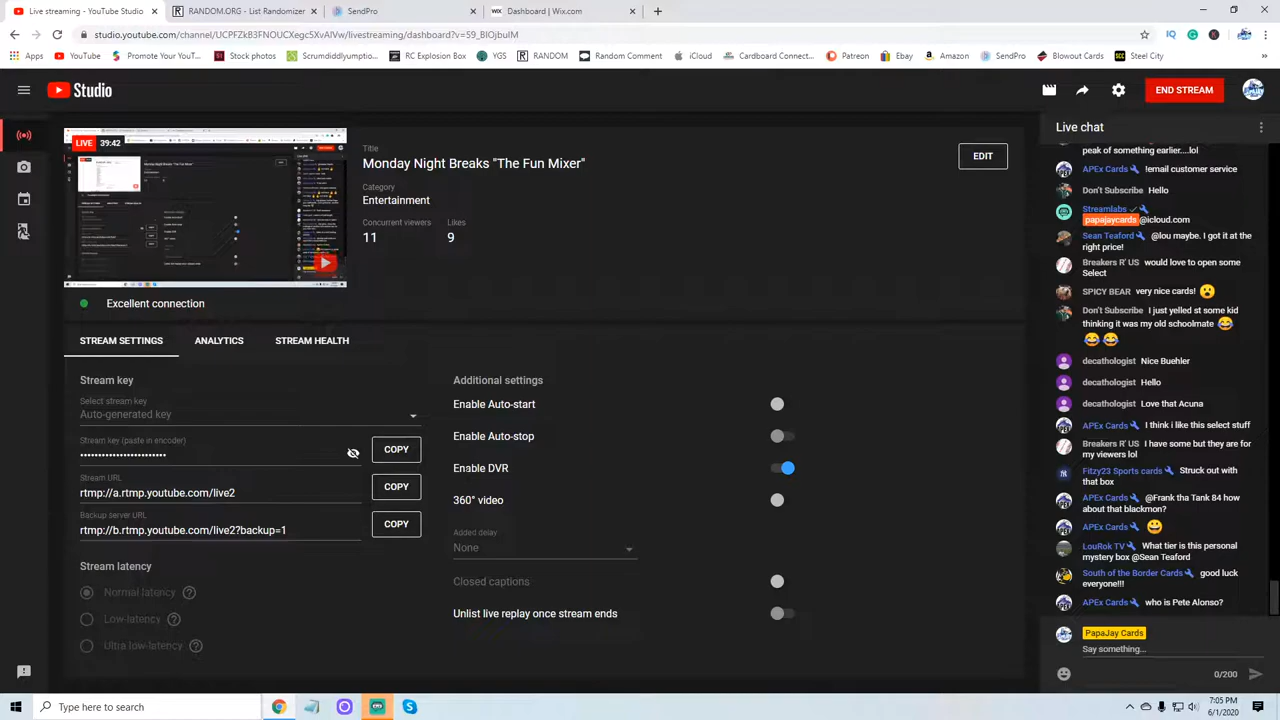 Live streaming - YouTube Studio
RANDOM.ORG - List Randomizer
SendPro
WIX
Dashboard | Wix.com
studio.youtube.com/channel/UCPFZkB3FNOUCXegc5XvAIVw/livestreaming/dashboard?v=59_BlOjbuIM
Apps
YouTube
Promote Your YouT...
Stock photos
Scrumdiddlyumptio...
RC Explosion Box
YGS
RANDOM
Random Comment
iCloud
Cardboard Connect...
Patreon
Ebay
Amazon
SendPro
Blowout Cards
Steel City
Studio
END STREAM
LIVE 39:42
Title
Monday Night Breaks "The Fun Mixer"
Category
Entertainment
Concurrent viewers
Likes
11
9
EDIT
Excellent connection
STREAM SETTINGS
ANALYTICS
STREAM HEALTH
Stream key
Select stream key
Auto-generated key
Stream key (paste in encoder)
COPY
Stream URL
rtmp://a.rtmp.youtube.com/live2
COPY
Backup server URL
rtmp://b.rtmp.youtube.com/live2?backup=1
COPY
Stream latency
Normal latency
Low-latency
Ultra low-latency
Additional settings
Enable Autostart
Enable Autostop
Enable DVR
360° video
Added delay
None
Closed captions
Unlist live replay once stream ends
Live chat
peak of something earlier....lol
APEx Cards !emailaddress
Don't Subscribe Hello
Streamlabs
papajaycards @icloud.com
Sean Teaford I got it at the
right price!
Breakers R' US would love to open some
Select
SPICY BEAR very nice cards! 😮
Don't Subscribe I just yelled st some kid
thinking it was my old schoolmate 😂
😂😂
decathologist Nice Buehler
decathologist Hello
decathologist Love that Acuna
APEX Cards I think i like this select stuff
Breakers R' US I have some but they are for
my viewers lol
Fitzy23 Sports cards Struck out with
that box
APEx Cards @Frank tha Tank 84 how
about that blackmon?
APEx Cards 😀
LouRok TV What tier is this personal
mystery box @Sean Teaford
South of the Border Cards good luck
everyone!!!
APEx Cards who is Pete Alonso?
PapaJay Cards
Say something...
0/200
Type here to search
7:05 PM
6/1/2020